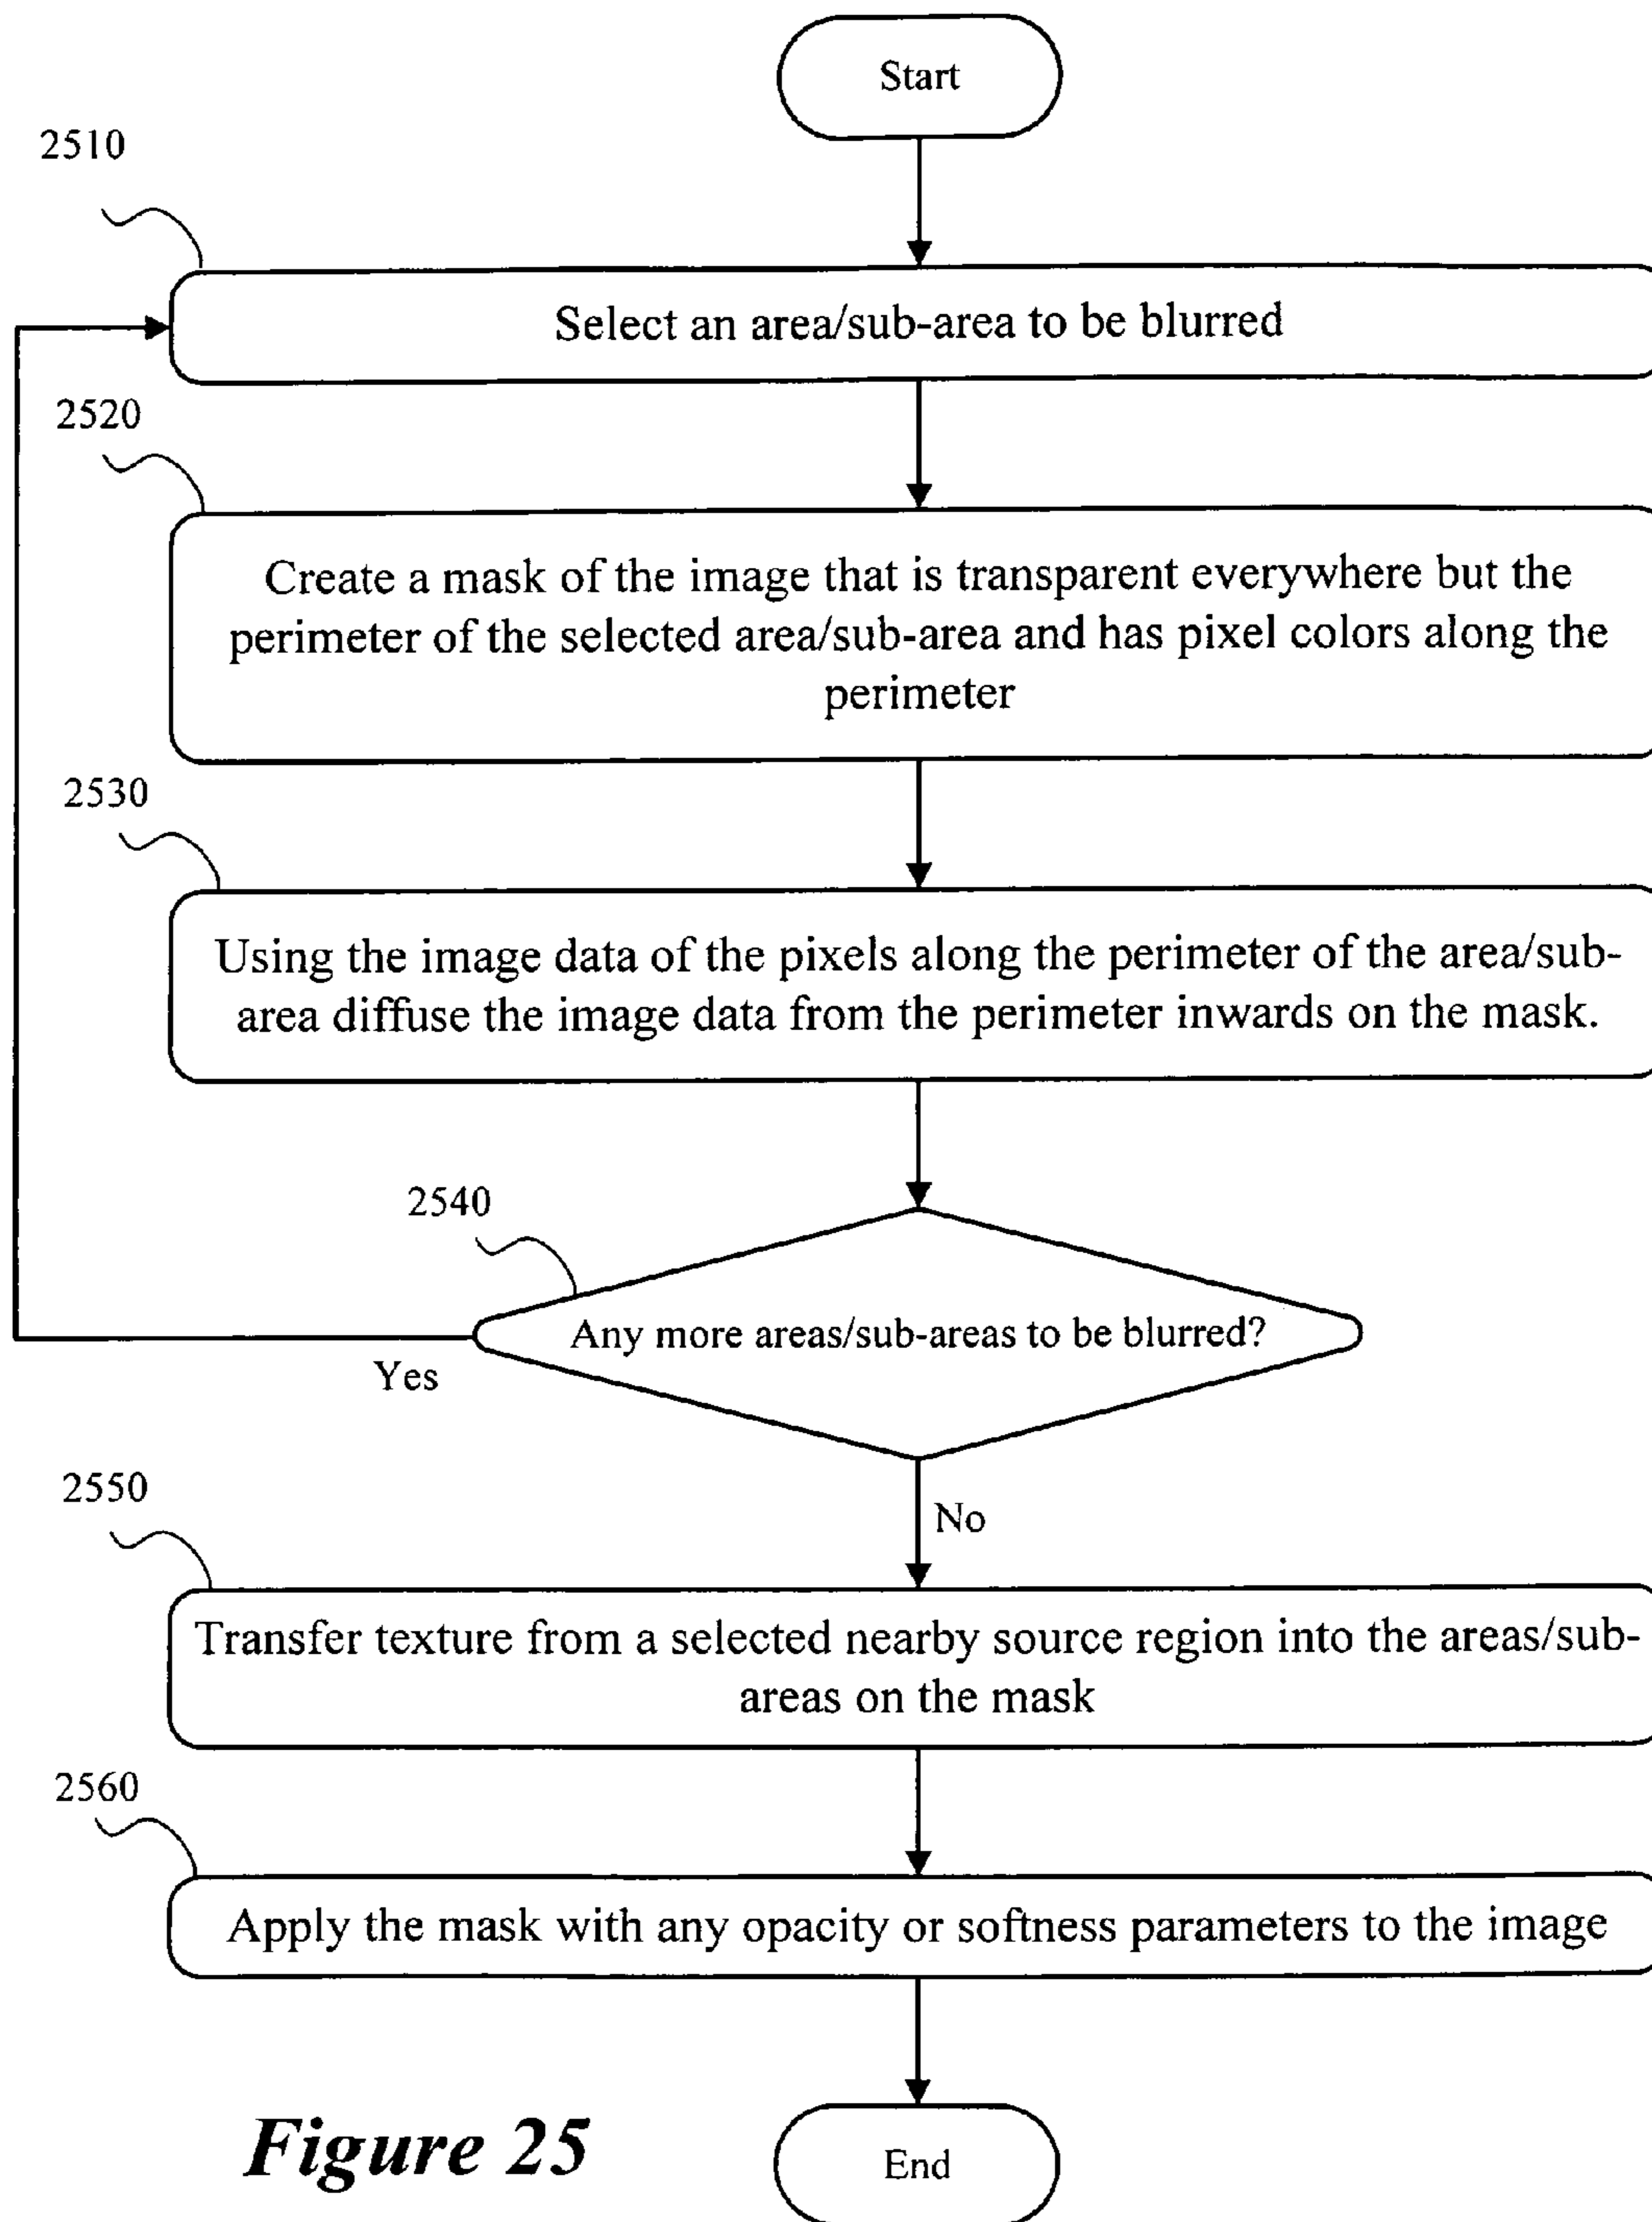 Start
2510
Select an area/sub-area to be blurred
2520
Create a mask of the image that is transparent everywhere but the
perimeter of the selected area/sub-area and has pixel colors along the
perimeter
2530
Using the image data of the pixels along the perimeter of the area/sub-
area diffuse the image data from the perimeter inwards on the mask.
2540
Any more areas/sub-areas to be blurred?
Yes
No
2550
Transfer texture from a selected nearby source region into the areas/sub-
areas on the mask
2560
Apply the mask with any opacity or softness parameters to the image
Figure 25
End